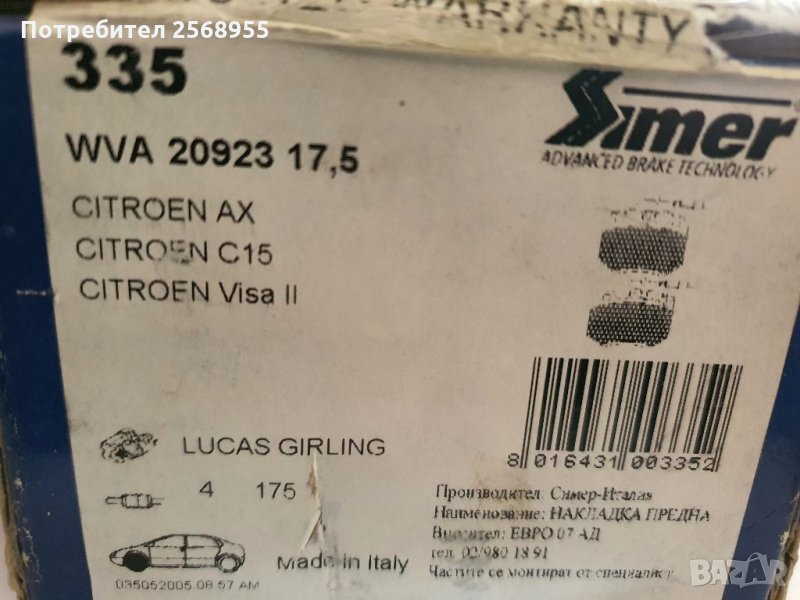 Потребител 2568955
WARRANTY
335
Simer
ADVANCED BRAKE TECHNOLOGY
WVA 20923 17,5
CITROEN AX
CITROEN C15
CITROEN Visa II
LUCAS GIRLING
8 016431 003352
4 175
Производител: Симер-Италия
Наименование: НАКЛАДКА ПРЕДНА
Вносител: ЕВРО 07 АД
тел. 02/980 18 91
Частите се монтират от специалист
Made in Italy
035052005 08 57 AM
BAZAR